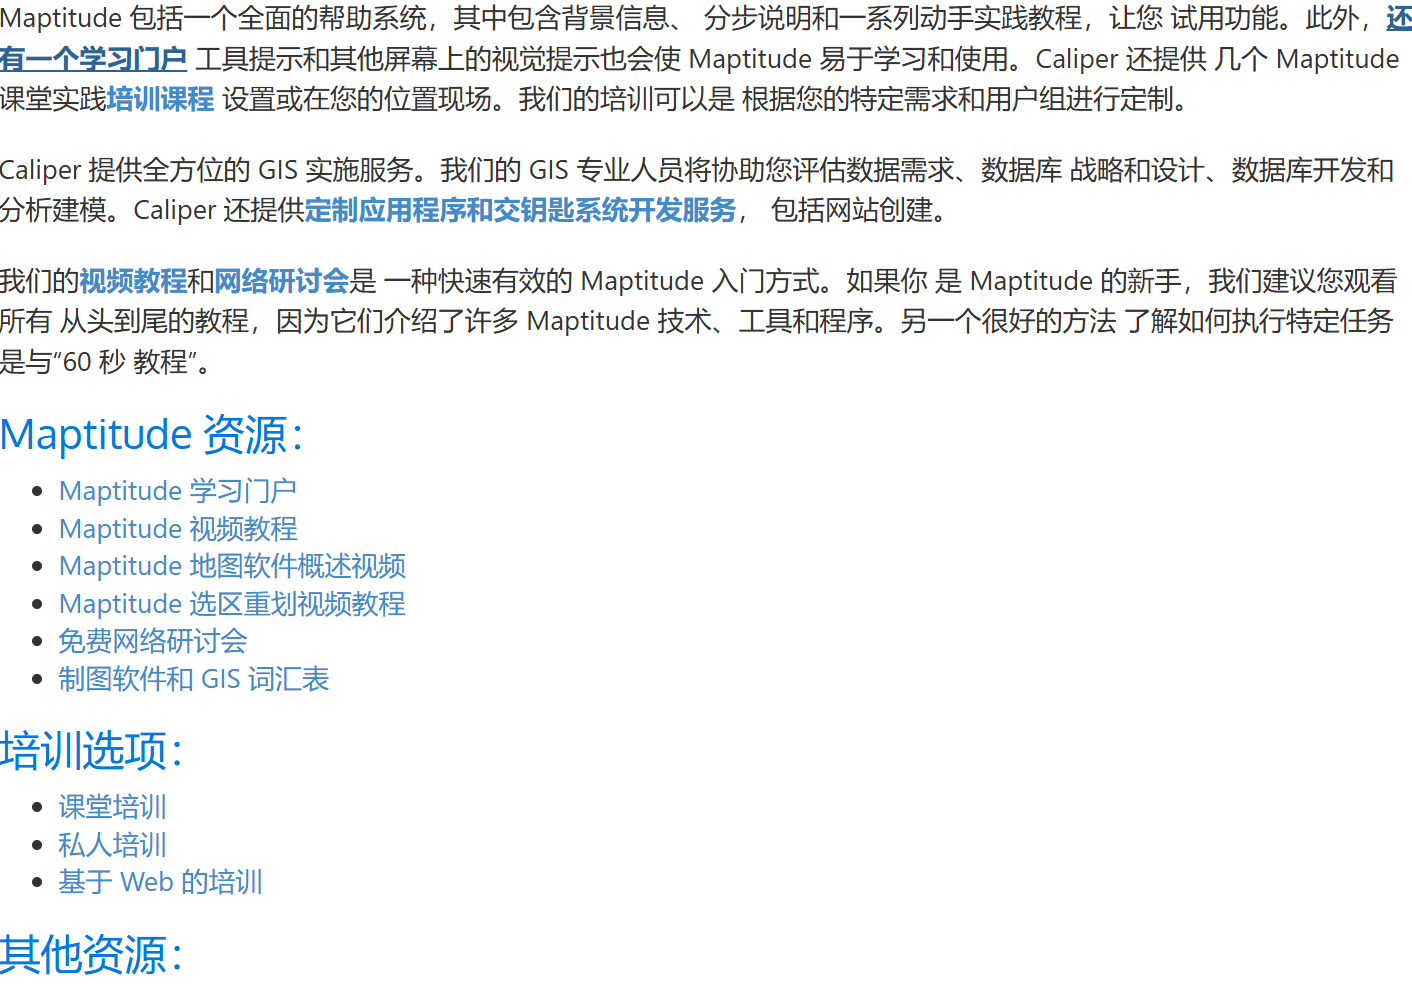 Maptitude 包括一个全面的帮助系统，其中包含背景信息、 分步说明和一系列动手实践教程，让您 试用功能。此外，还
有一个学习门户 工具提示和其他屏幕上的视觉提示也会使 Maptitude 易于学习和使用。Caliper 还提供 几个 Maptitude
课堂实践培训课程 设置或在您的位置现场。我们的培训可以是 根据您的特定需求和用户组进行定制。
Caliper 提供全方位的 GIS 实施服务。我们的 GIS 专业人员将协助您评估数据需求、数据库 战略和设计、数据库开发和
分析建模。Caliper 还提供定制应用程序和交钥匙系统开发服务， 包括网站创建。
我们的视频教程和网络研讨会是 一种快速有效的 Maptitude 入门方式。如果你 是 Maptitude 的新手，我们建议您观看
所有 从头到尾的教程，因为它们介绍了许多 Maptitude 技术、工具和程序。另一个很好的方法 了解如何执行特定任务
是与“60 秒 教程”。
Maptitude 资源：
Maptitude 学习门户
Maptitude 视频教程
Maptitude 地图软件概述视频
Maptitude 选区重划视频教程
免费网络研讨会
制图软件和 GIS 词汇表
培训选项：
课堂培训
私人培训
基于 Web 的培训
其他资源：